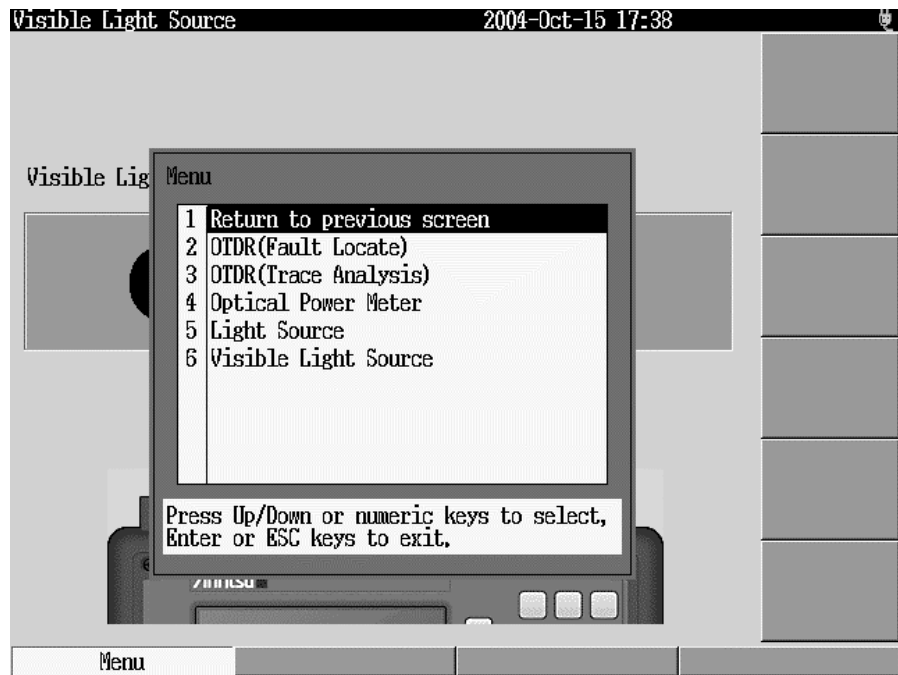 Visible Light Source 2004-Oct-15 17:38
Visible Lig
Menu
1 Return to previous screen
2 OTDR(Fault Locate)
3 OTDR(Trace Analysis)
4 Optical Power Meter
5 Light Source
6 Visible Light Source
Press Up/Down or numeric keys to select,
Enter or ESC keys to exit.
Anritsu
Menu